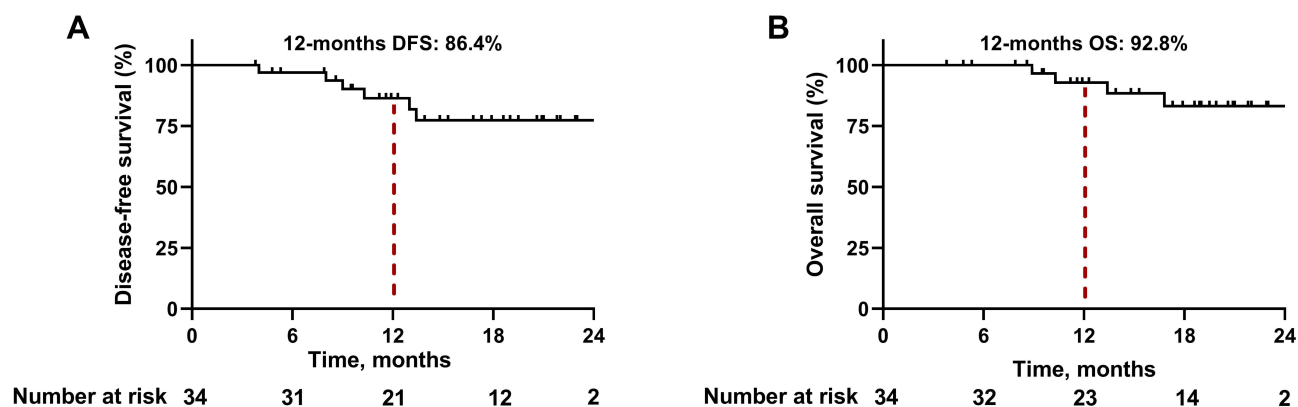 A
12-months DFS: 86.4%
Disease-free survival (%)
100
75
50
25
0
0 6 12 18 24
Time, months
Number at risk 34 31 21 12 2
B
12-months OS: 92.8%
Overall survival (%)
100
75
50
25
0
0 6 12 18 24
Time, months
Number at risk 34 32 23 14 2